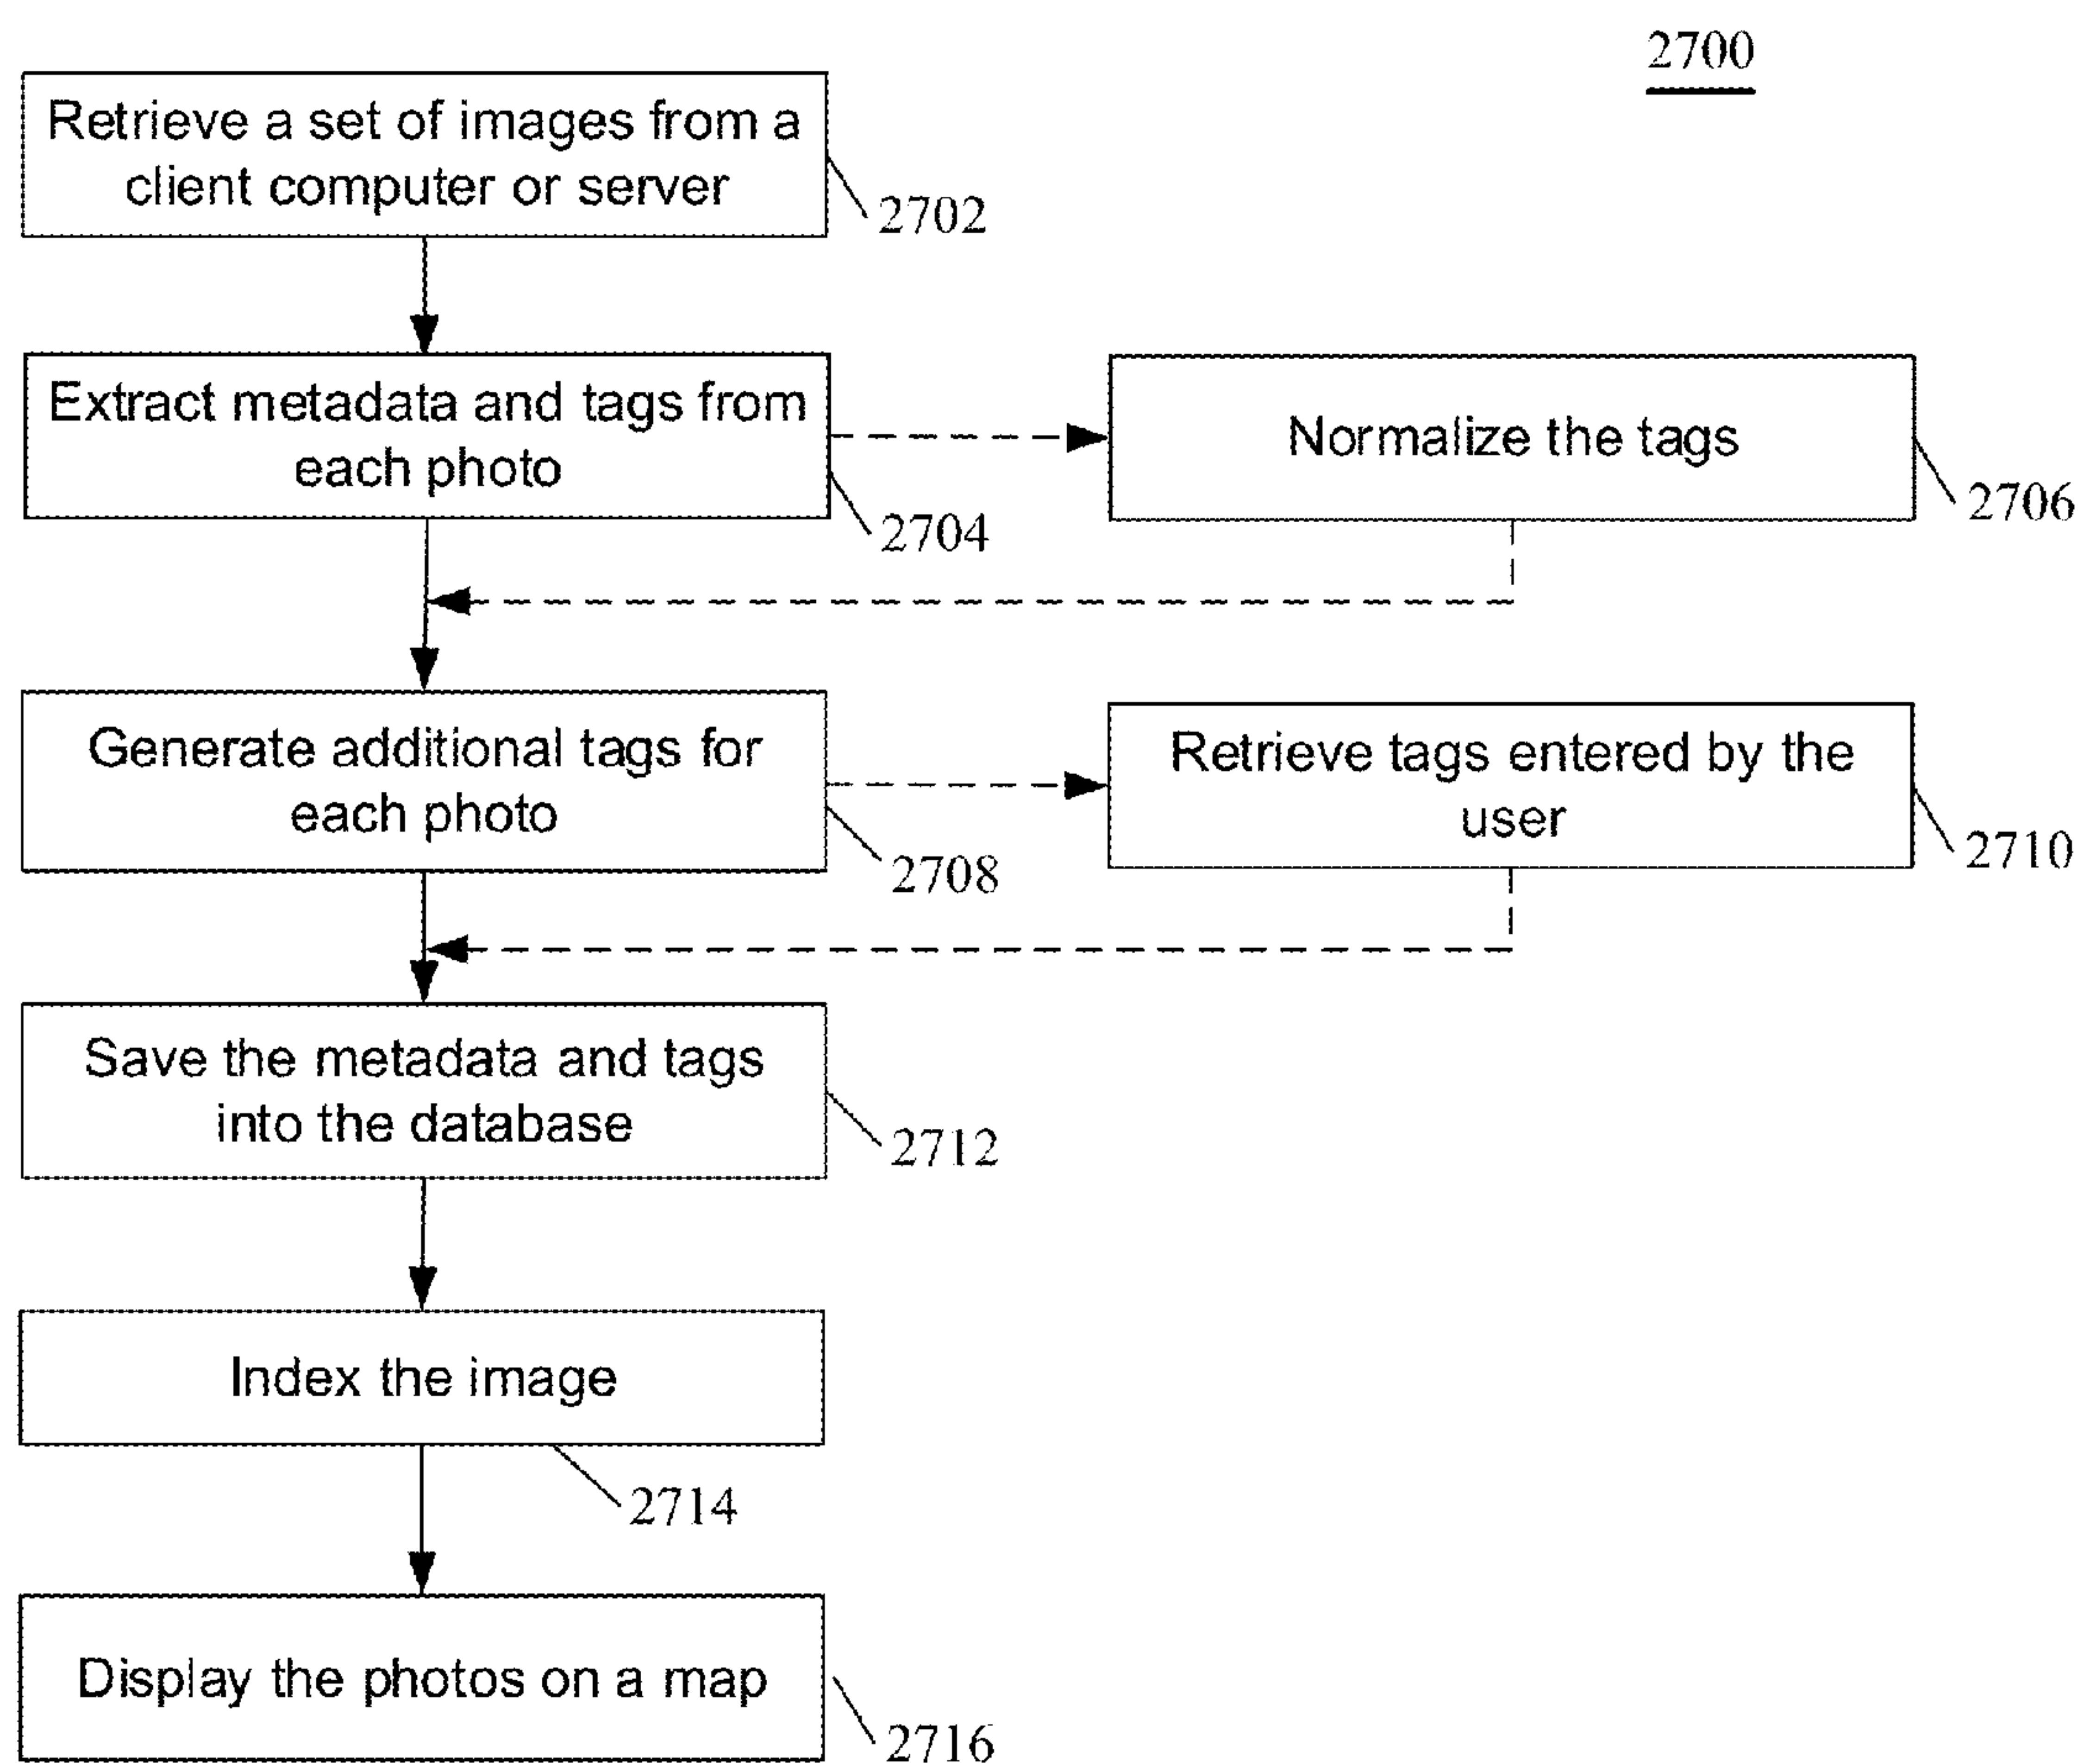 2700
Retrieve a set of images from a
client computer or server
2702
Extract metadata and tags from
each photo
2704
Normalize the tags
2706
Generate additional tags for
each photo
2708
Retrieve tags entered by the
user
2710
Save the metadata and tags
into the database
2712
Index the image
2714
Display the photos on a map
2716